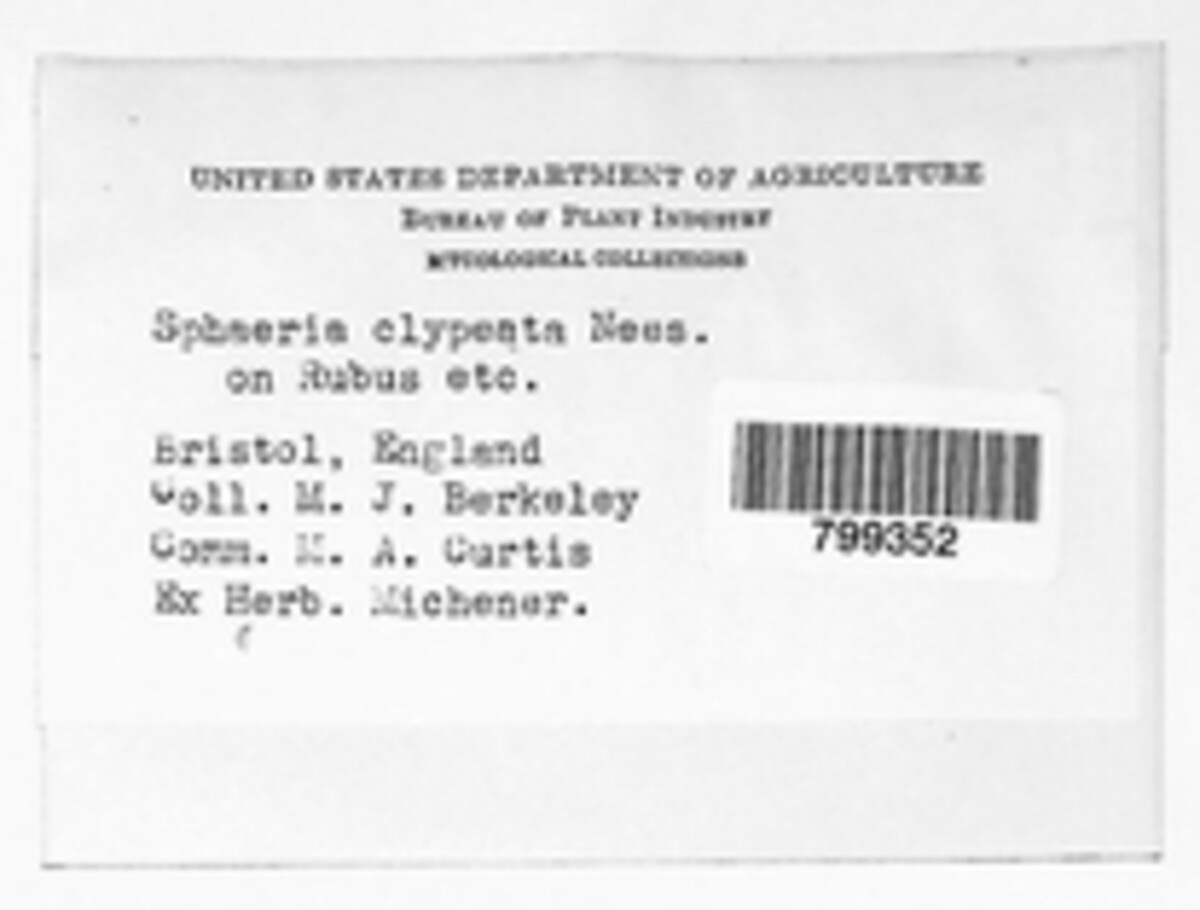 UNITED STATES DEPARTMENT OF AGRICULTURE
BUREAU OF PLANT INDUSTRY
MYCOLOGICAL COLLECTIONS
Sphaeria clypeata Nees.
on Rubus etc.
Bristol, England
Coll. M. J. Berkeley
Comm. M. A. Curtis
Ex Herb. Michener.
799352